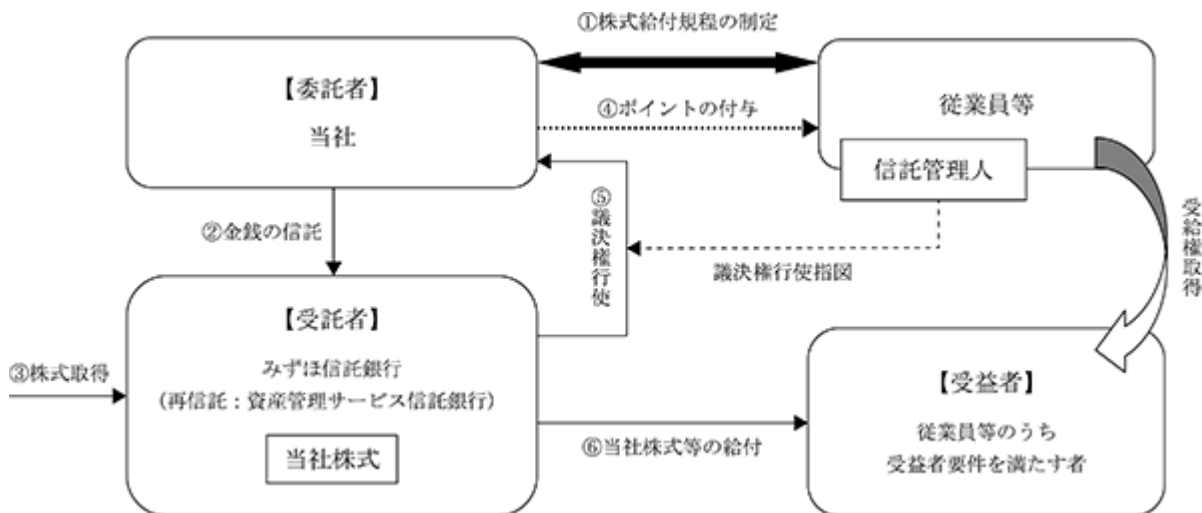 ①株式給付規程の制定
【委託者】
当社
④ポイントの付与
従業員等
信託管理人
②金銭の信託
⑤議決権行使
議決権行使指図
受給権取得
【受託者】
みずほ信託銀行
(再信託:資産管理サービス信託銀行)
当社株式
③株式取得
⑥当社株式等の給付
【受益者】
従業員等のうち
受益者要件を満たす者